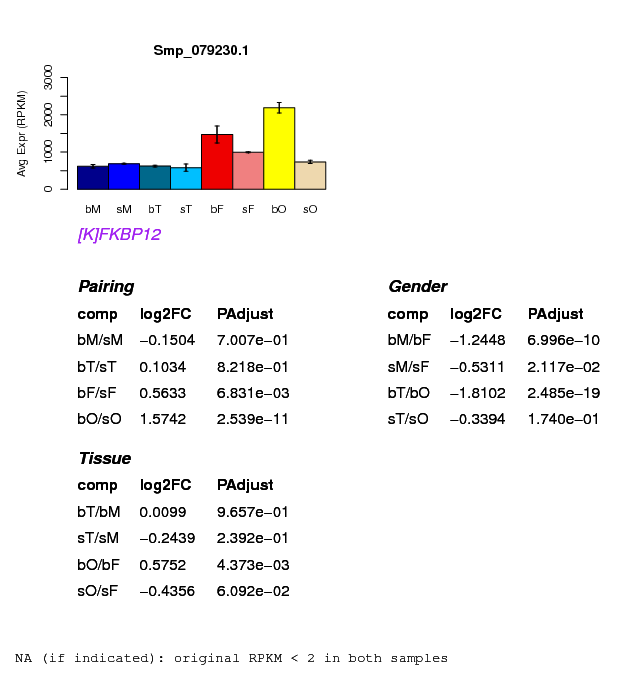 Smp_079230.1
Avg Expr (RPKM)
0 1000 2000 3000
bM sM bT sT bF sF bO sO
[K]FKBP12
Pairing
comp log2FC PAdjust
bM/sM −0.1504 7.007e−01
bT/sT 0.1034 8.218e−01
bF/sF 0.5633 6.831e−03
bO/sO 1.5742 2.539e−11
Gender
comp log2FC PAdjust
bM/bF −1.2448 6.996e−10
sM/sF −0.5311 2.117e−02
bT/bO −1.8102 2.485e−19
sT/sO −0.3394 1.740e−01
Tissue
comp log2FC PAdjust
bT/bM 0.0099 9.657e−01
sT/sM −0.2439 2.392e−01
bO/bF 0.5752 4.373e−03
sO/sF −0.4356 6.092e−02
NA (if indicated): original RPKM < 2 in both samples